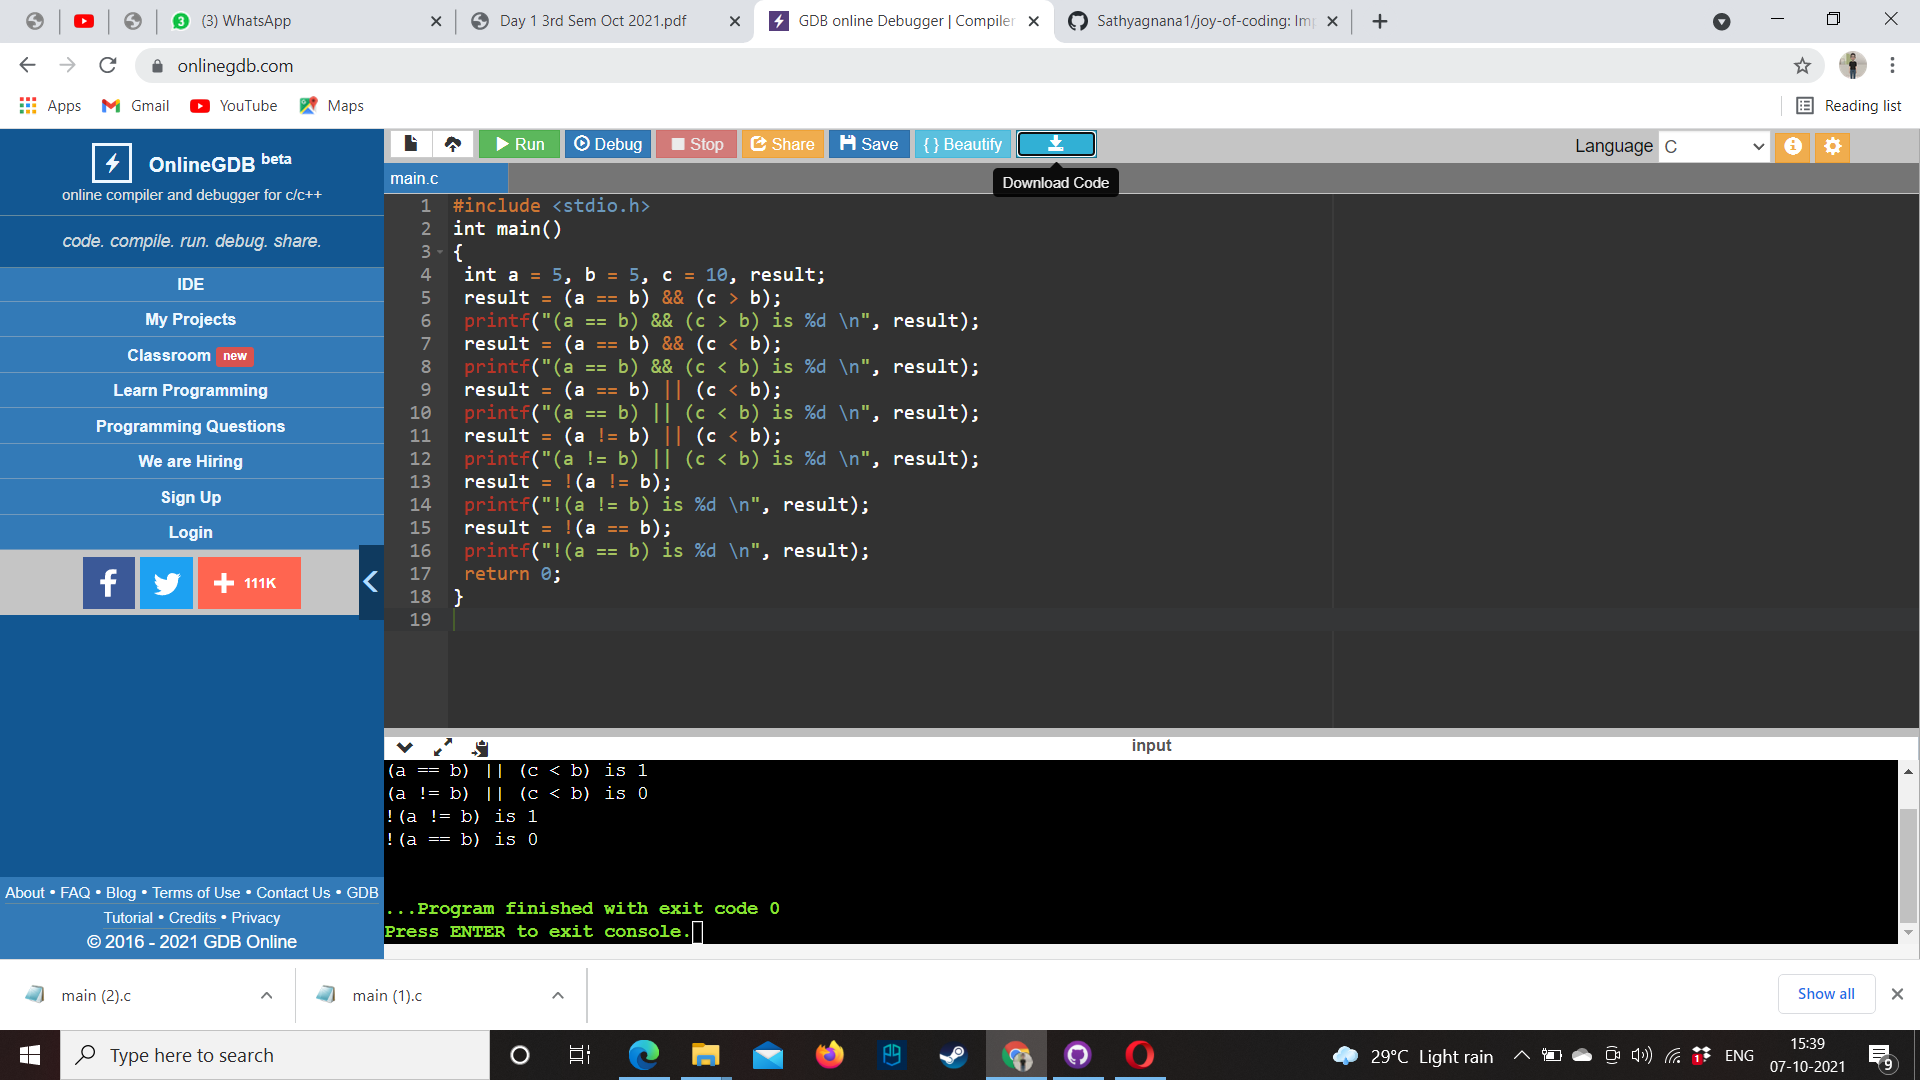 (3) WhatsApp
Day 1 3rd Sem Oct 2021.pdf
GDB online Debugger | Compiler
Sathyagnana1/joy-of-coding: Im
onlinegdb.com
Apps
Gmail
YouTube
Maps
Reading list
OnlineGDB beta
online compiler and debugger for c/c++
code. compile. run. debug. share.
IDE
My Projects
Classroom new
Learn Programming
Programming Questions
We are Hiring
Sign Up
Login
111K
About • FAQ • Blog • Terms of Use • Contact Us • GDB
Tutorial • Credits • Privacy
© 2016 - 2021 GDB Online
Run
Debug
Stop
Share
Save
{ } Beautify
Language C
main.c
Download Code
1 #include <stdio.h>
2 int main()
3 {
4 int a = 5, b = 5, c = 10, result;
5 result = (a == b) && (c > b);
6 printf("(a == b) && (c > b) is %d \n", result);
7 result = (a == b) && (c < b);
8 printf("(a == b) && (c < b) is %d \n", result);
9 result = (a == b) || (c < b);
10 printf("(a == b) || (c < b) is %d \n", result);
11 result = (a != b) || (c < b);
12 printf("(a != b) || (c < b) is %d \n", result);
13 result = !(a != b);
14 printf("!(a != b) is %d \n", result);
15 result = !(a == b);
16 printf("!(a == b) is %d \n", result);
17 return 0;
18 }
19
input
(a == b) || (c < b) is 1
(a != b) || (c < b) is 0
!(a != b) is 1
!(a == b) is 0
...Program finished with exit code 0
Press ENTER to exit console.
main (2).c
main (1).c
Show all
Type here to search
29°C Light rain
1
ENG
15:39
07-10-2021
9